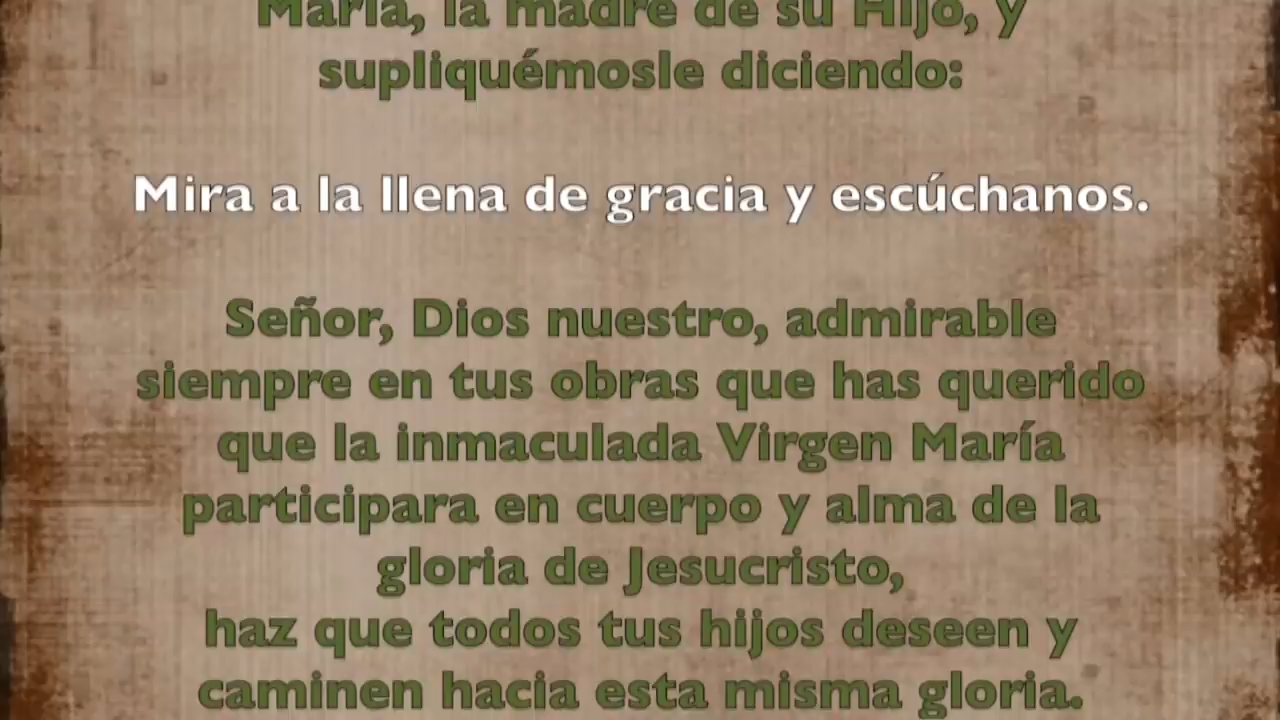 María, la madre de su Hijo, y
supliquémosle diciendo:
Mira a la llena de gracia y escúchanos.
Señor, Dios nuestro, admirable
siempre en tus obras que has querido
que la inmaculada Virgen María
participara en cuerpo y alma de la
gloria de Jesucristo,
haz que todos tus hijos deseen y
caminen hacia esta misma gloria.